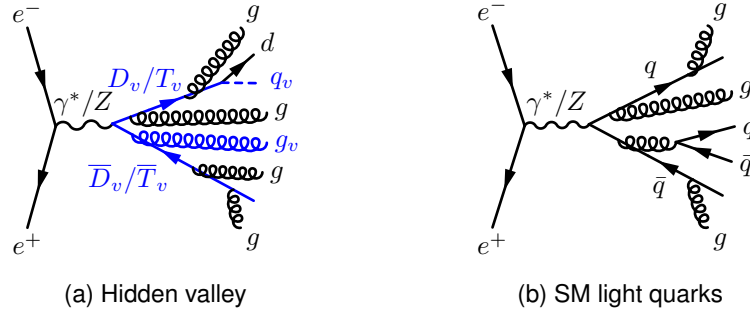 e⁻
g
d
D_v/T_v
q_v
γ*/Z
g
g_v
D̅_v/T̅_v
g
e⁺
g
(a) Hidden valley
e⁻
g
q
γ*/Z
g
q
q̄
q̄
e⁺
g
(b) SM light quarks